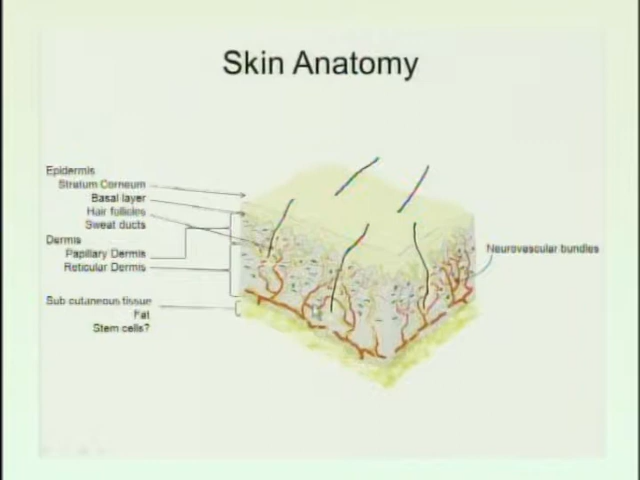 Skin Anatomy
Epidermis
Stratum Corneum
Basal layer
Hair follicles
Sweat ducts
Dermis
Papillary Dermis
Reticular Dermis
Sub cutaneous tissue
Fat
Stem cells?
Neurovascular bundles